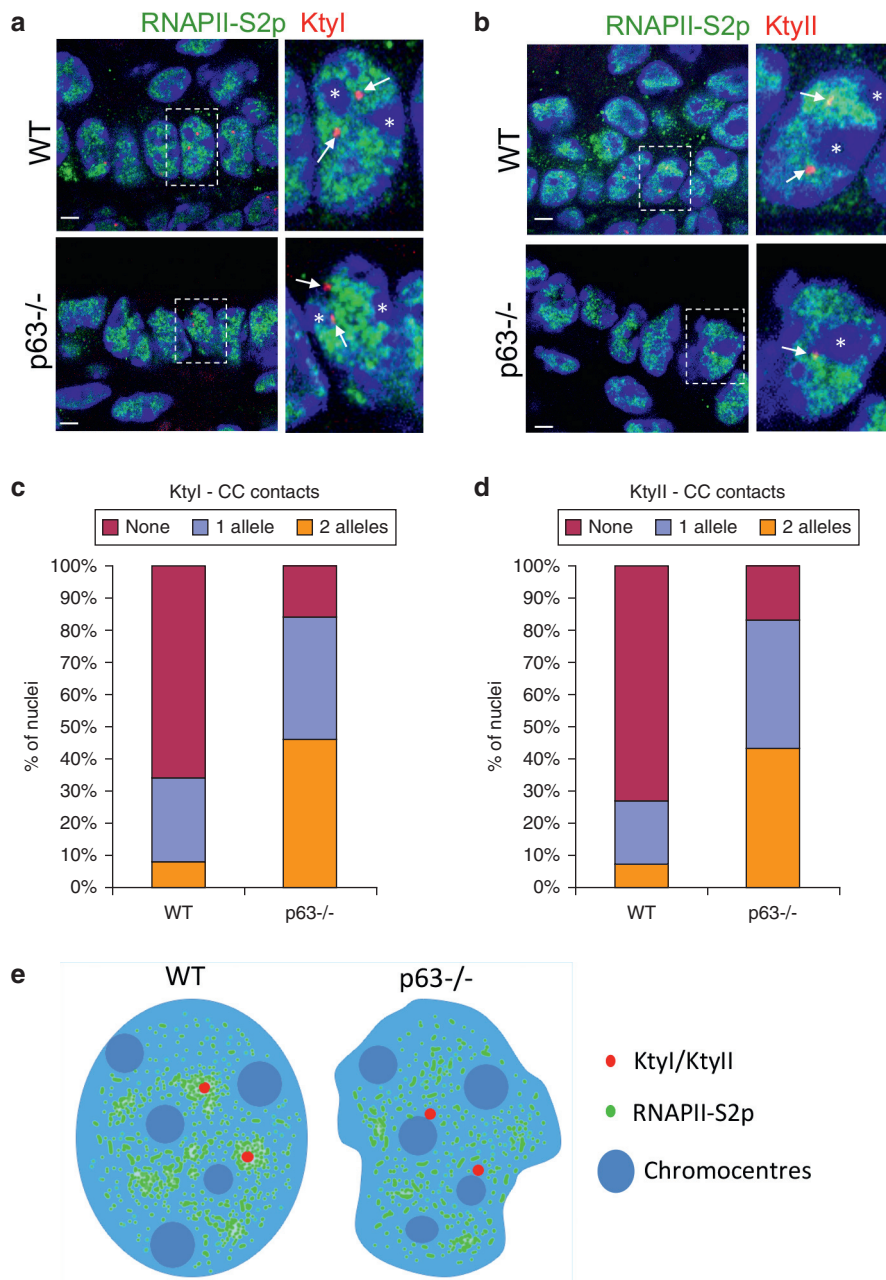 a
RNAPII-S2p KtyI
WT
*
*
p63-/-
*
*
b
RNAPII-S2p KtyII
WT
*
*
p63-/-
*
c
KtyI - CC contacts
None 1 allele 2 alleles
100%
90%
80%
70%
60%
50%
40%
30%
20%
10%
0%
% of nuclei
WT p63-/-
d
KtyII - CC contacts
None 1 allele 2 alleles
100%
90%
80%
70%
60%
50%
40%
30%
20%
10%
0%
% of nuclei
WT p63-/-
e
WT p63-/-
KtyI/KtyII
RNAPII-S2p
Chromocentres